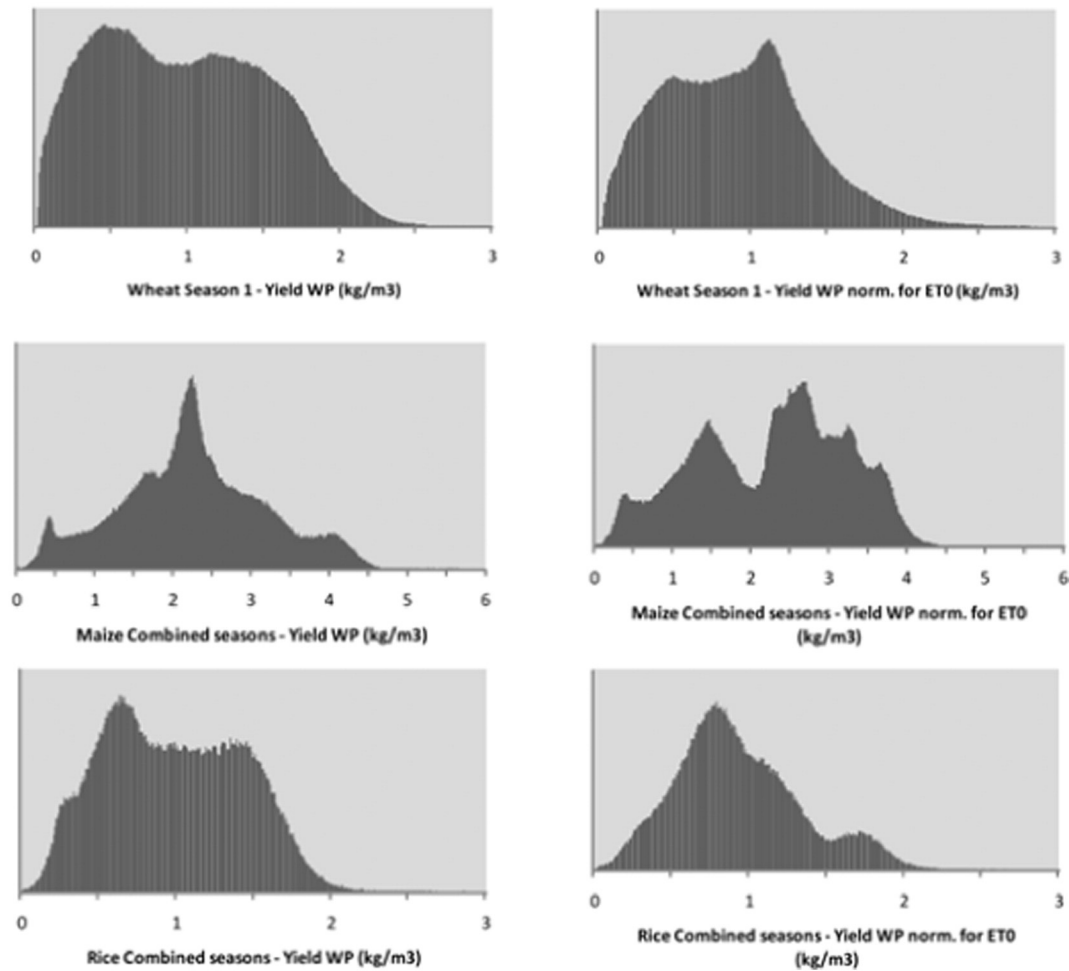 0 1 2 3
Wheat Season 1 - Yield WP (kg/m3)
0 1 2 3
Wheat Season 1 - Yield WP norm. for ET0 (kg/m3)
0 1 2 3 4 5 6
Maize Combined seasons - Yield WP (kg/m3)
0 1 2 3 4 5 6
Maize Combined seasons - Yield WP norm. for ET0
(kg/m3)
0 1 2 3
Rice Combined seasons - Yield WP (kg/m3)
0 1 2 3
Rice Combined seasons - Yield WP norm. for ET0
(kg/m3)